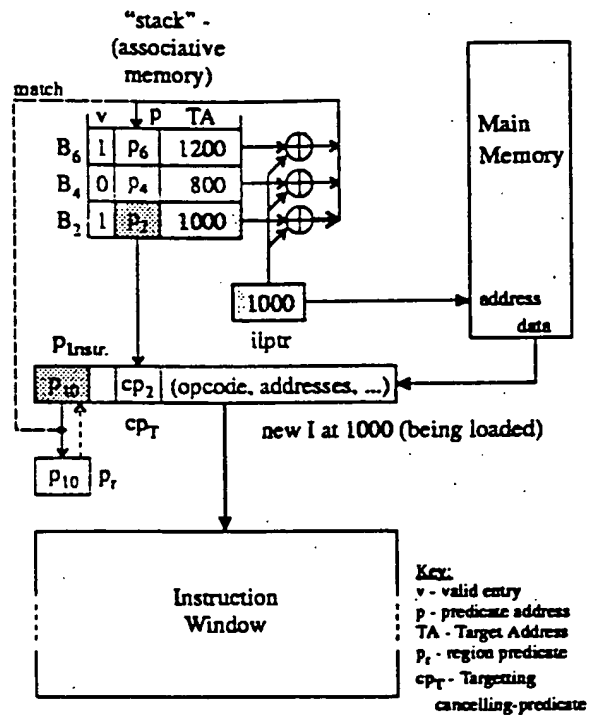 "stack" -
(associative
memory)
match
v p TA
B6 1 p6 1200
B4 0 p4 800
B2 1 p2 1000
Main
Memory
1000
address
iIptr
data
PInstr.
p10 cp2 (opcode, addresses, ...)
cpT
new I at 1000 (being loaded)
p10 pr
Instruction
Window
Key:
v - valid entry
p - predicate address
TA - Target Address
pr - region predicate
cpT - Targetting
cancelling-predicate